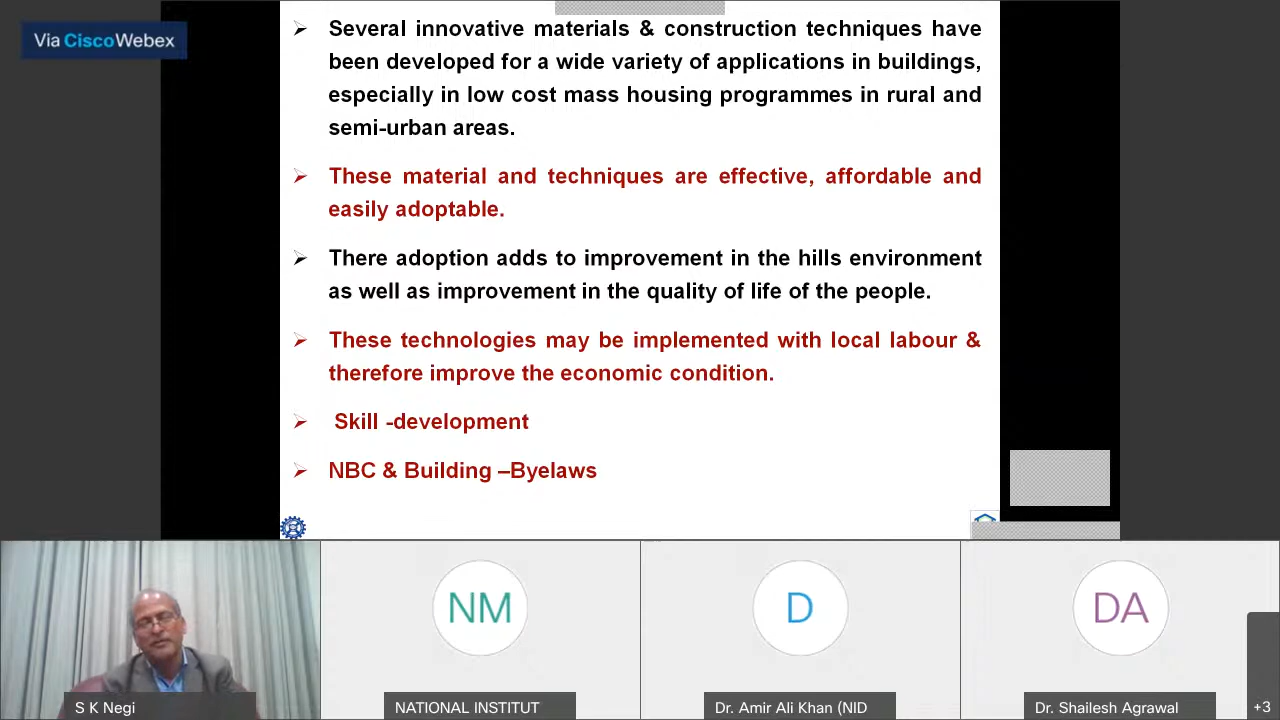 Via Cisco Webex
Several innovative materials & construction techniques have
been developed for a wide variety of applications in buildings,
especially in low cost mass housing programmes in rural and
semi-urban areas.
These material and techniques are effective, affordable and
easily adoptable.
There adoption adds to improvement in the hills environment
as well as improvement in the quality of life of the people.
These technologies may be implemented with local labour &
therefore improve the economic condition.
Skill -development
NBC & Building –Byelaws
NM
D
DA
S K Negi
NATIONAL INSTITUT
Dr. Amir Ali Khan (NID
Dr. Shailesh Agrawal
+3